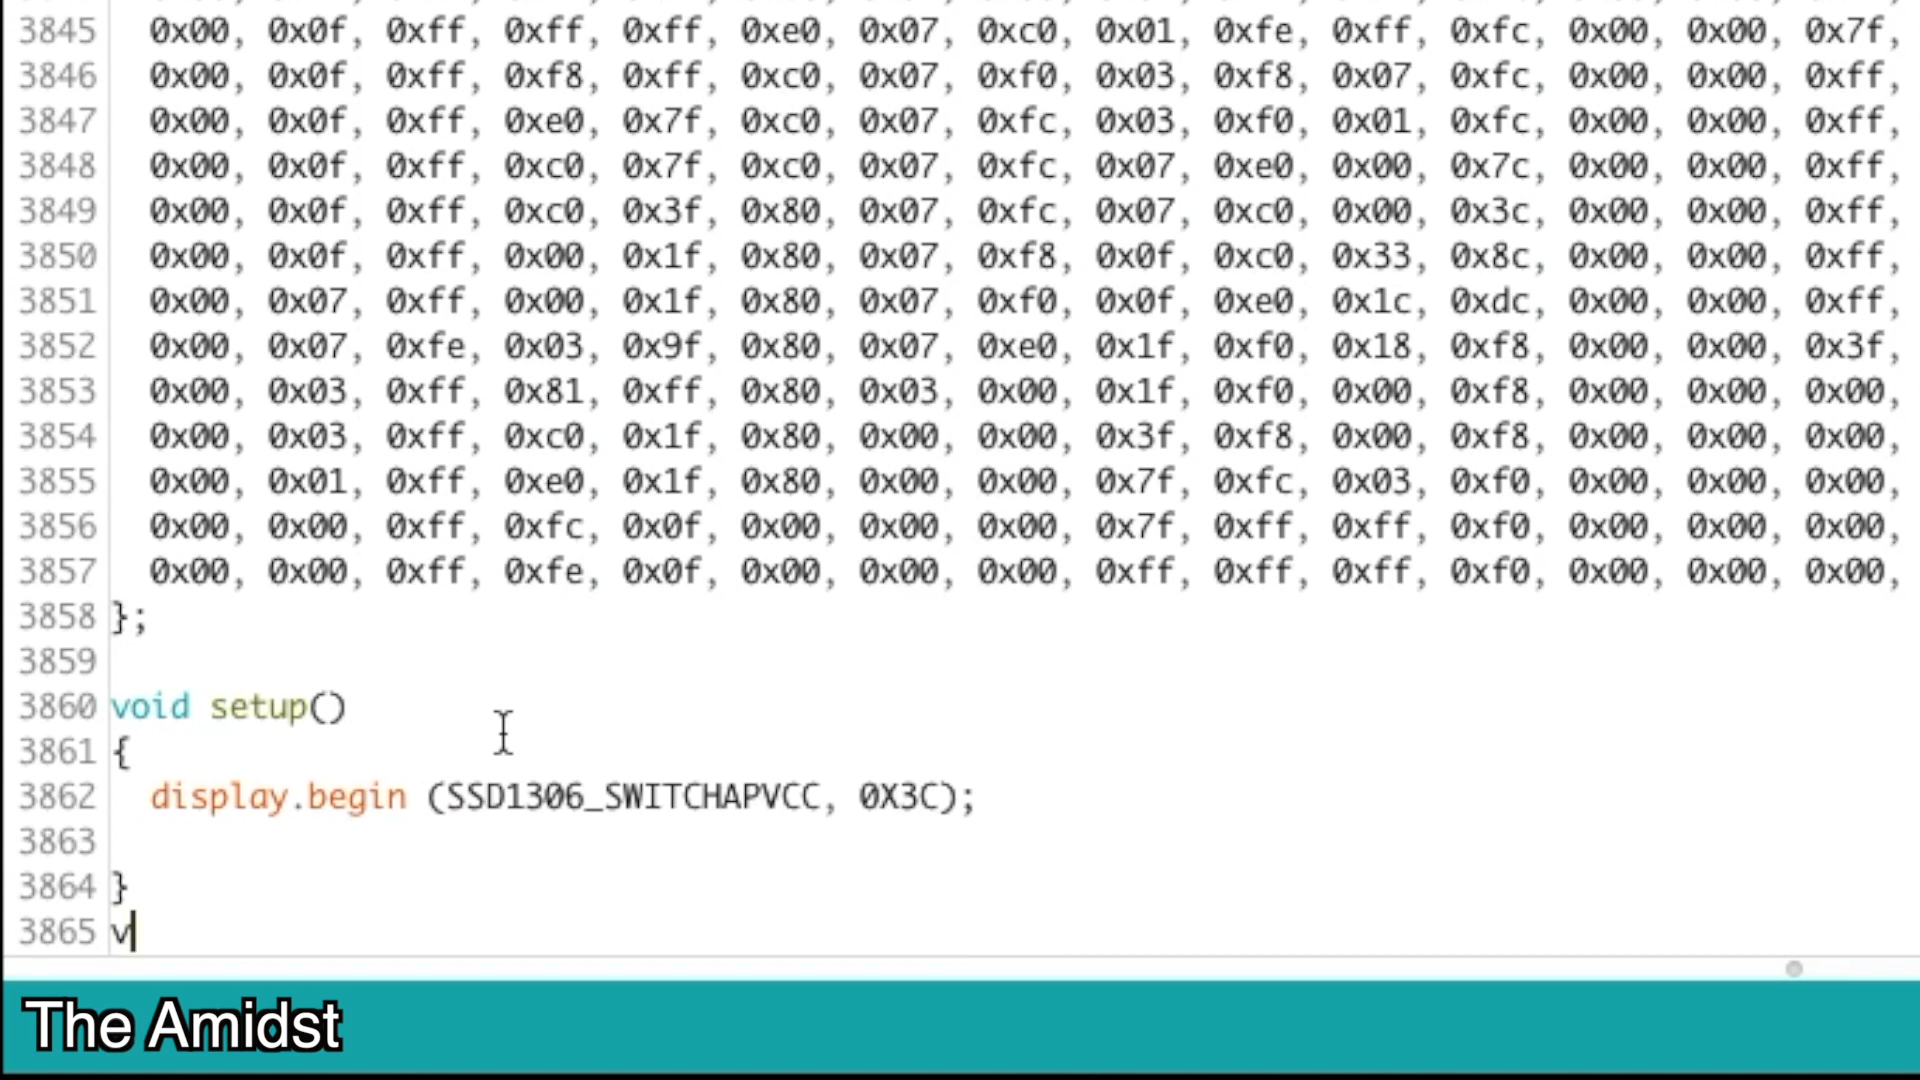 3845 0x00, 0x0f, 0xff, 0xff, 0xff, 0xe0, 0x07, 0xc0, 0x01, 0xfe, 0xff, 0xfc, 0x00, 0x00, 0x7f,
3846 0x00, 0x0f, 0xff, 0xf8, 0xff, 0xc0, 0x07, 0xf0, 0x03, 0xf8, 0x07, 0xfc, 0x00, 0x00, 0xff,
3847 0x00, 0x0f, 0xff, 0xe0, 0x7f, 0xc0, 0x07, 0xfc, 0x03, 0xf0, 0x01, 0xfc, 0x00, 0x00, 0xff,
3848 0x00, 0x0f, 0xff, 0xc0, 0x7f, 0xc0, 0x07, 0xfc, 0x07, 0xe0, 0x00, 0x7c, 0x00, 0x00, 0xff,
3849 0x00, 0x0f, 0xff, 0xc0, 0x3f, 0x80, 0x07, 0xfc, 0x07, 0xc0, 0x00, 0x3c, 0x00, 0x00, 0xff,
3850 0x00, 0x0f, 0xff, 0x00, 0x1f, 0x80, 0x07, 0xf8, 0x0f, 0xc0, 0x33, 0x8c, 0x00, 0x00, 0xff,
3851 0x00, 0x07, 0xff, 0x00, 0x1f, 0x80, 0x07, 0xf0, 0x0f, 0xe0, 0x1c, 0xdc, 0x00, 0x00, 0xff,
3852 0x00, 0x07, 0xfe, 0x03, 0x9f, 0x80, 0x07, 0xe0, 0x1f, 0xf0, 0x18, 0xf8, 0x00, 0x00, 0x3f,
3853 0x00, 0x03, 0xff, 0x81, 0xff, 0x80, 0x03, 0x00, 0x1f, 0xf0, 0x00, 0xf8, 0x00, 0x00, 0x00,
3854 0x00, 0x03, 0xff, 0xc0, 0x1f, 0x80, 0x00, 0x00, 0x3f, 0xf8, 0x00, 0xf8, 0x00, 0x00, 0x00,
3855 0x00, 0x01, 0xff, 0xe0, 0x1f, 0x80, 0x00, 0x00, 0x7f, 0xfc, 0x03, 0xf0, 0x00, 0x00, 0x00,
3856 0x00, 0x00, 0xff, 0xfc, 0x0f, 0x00, 0x00, 0x00, 0x7f, 0xff, 0xff, 0xf0, 0x00, 0x00, 0x00,
3857 0x00, 0x00, 0xff, 0xfe, 0x0f, 0x00, 0x00, 0x00, 0xff, 0xff, 0xff, 0xf0, 0x00, 0x00, 0x00,
3858 };
3859
3860 void setup()
3861 {
3862 display.begin (SSD1306_SWITCHAPVCC, 0X3C);
3863
3864 }
3865 v
The Amidst